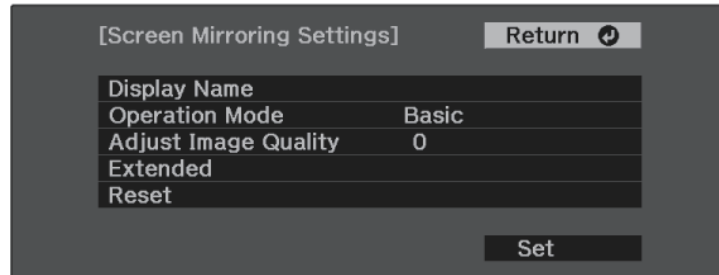 [Screen Mirroring Settings]
Return
Display Name
Operation Mode Basic
Adjust Image Quality 0
Extended
Reset
Set